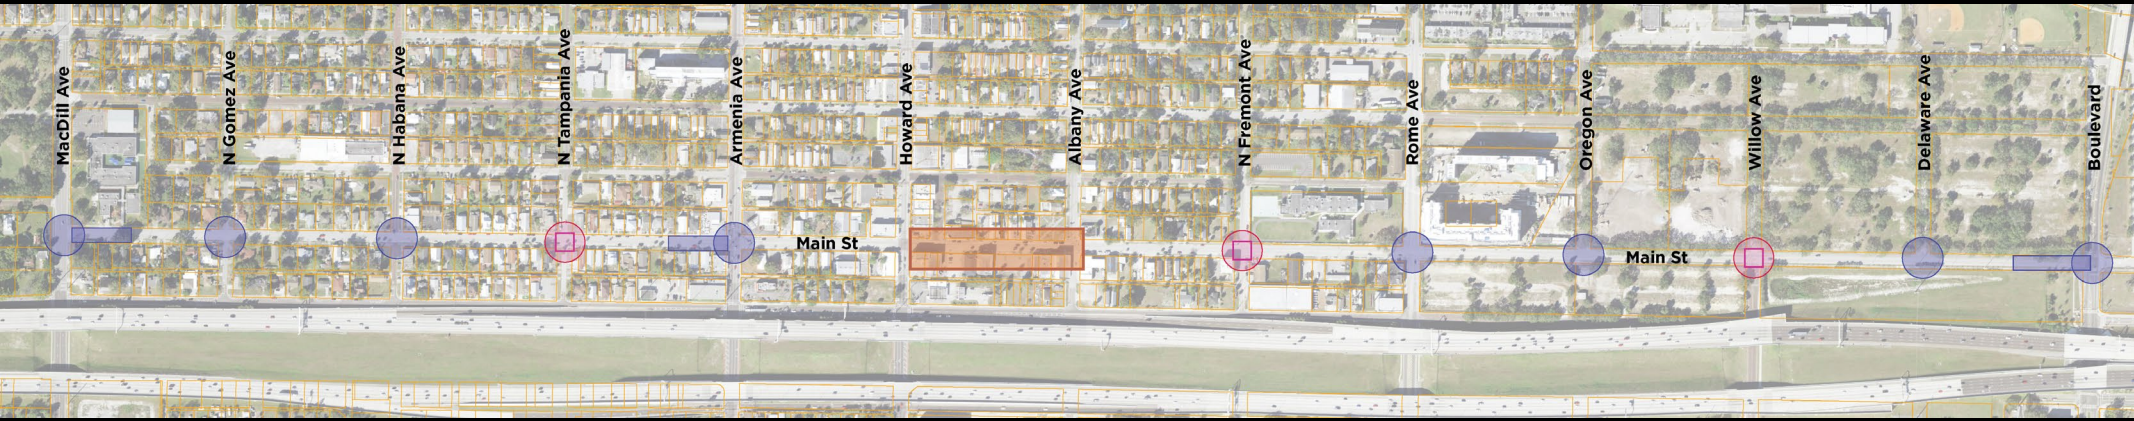 MacDill Ave
N Gomez Ave
N Habana Ave
N Tampania Ave
Armenia Ave
Howard Ave
Albany Ave
N Fremont Ave
Rome Ave
Oregon Ave
Willow Ave
Delaware Ave
Boulevard
Main St
Main St